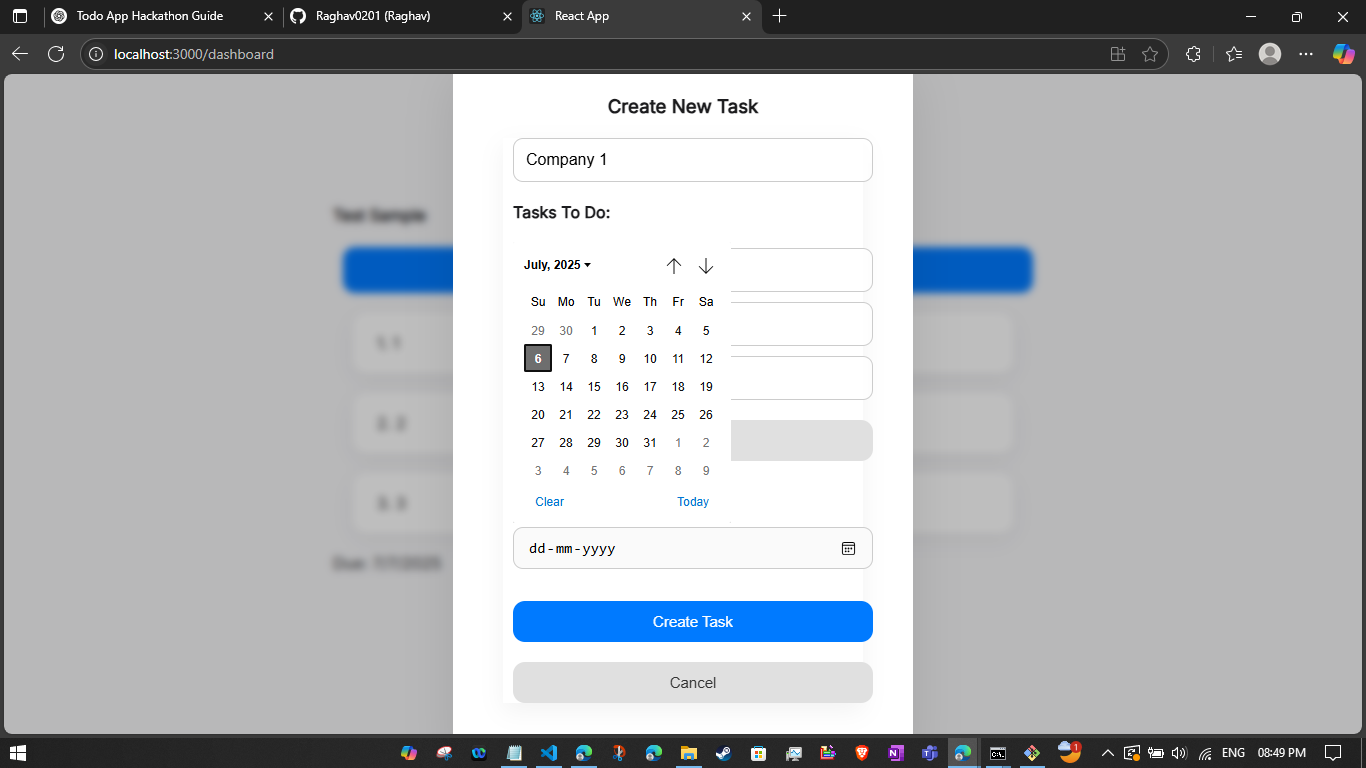 Todo App Hackathon Guide
Raghav0201 (Raghav)
React App
localhost:3000/dashboard
Create New Task
Company 1
Test Sample
Tasks To Do:
July, 2025
Su Mo Tu We Th Fr Sa
29 30 1 2 3 4 5
6 7 8 9 10 11 12
13 14 15 16 17 18 19
20 21 22 23 24 25 26
27 28 29 30 31 1 2
3 4 5 6 7 8 9
Clear Today
1. 1
2. 2
3. 3
Due: 7/7/2025
dd-mm-yyyy
Create Task
Cancel
1
ENG
08:49 PM